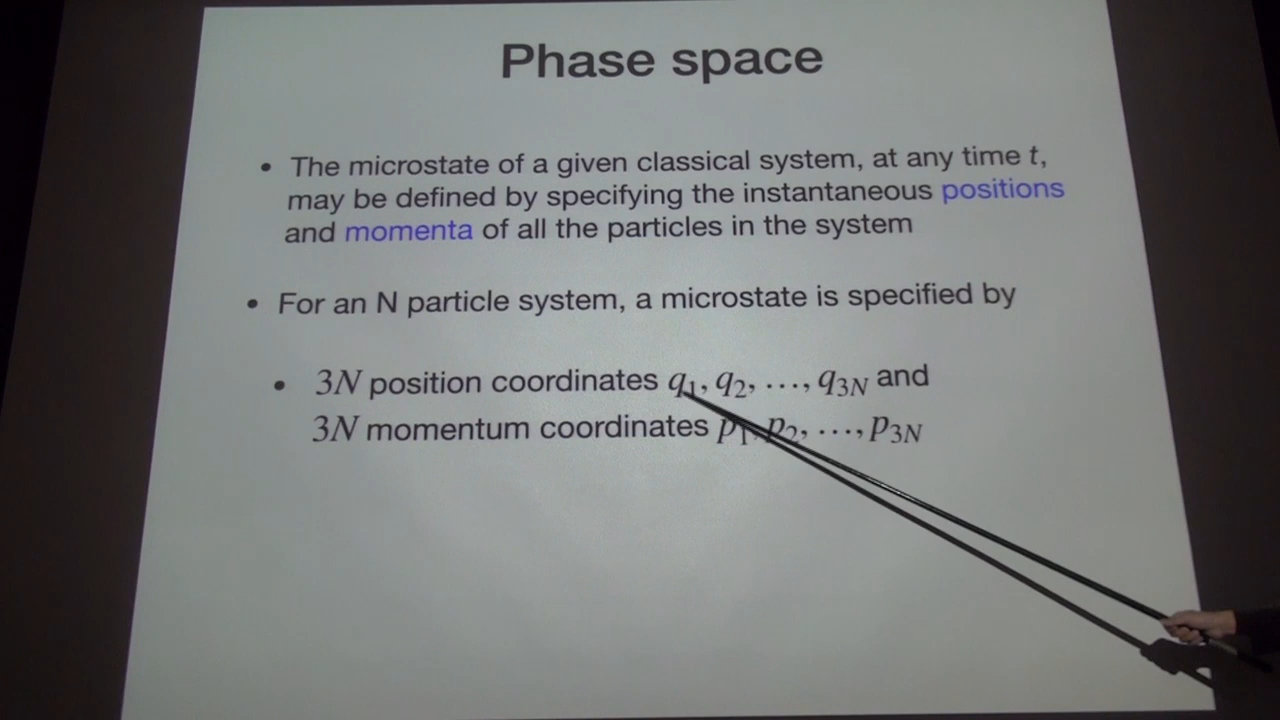 Phase space
• The microstate of a given classical system, at any time t,
may be defined by specifying the instantaneous positions
and momenta of all the particles in the system
• For an N particle system, a microstate is specified by
• 3N position coordinates q₁, q₂, …, q₃N and
3N momentum coordinates p₁, p₂, …, p₃N